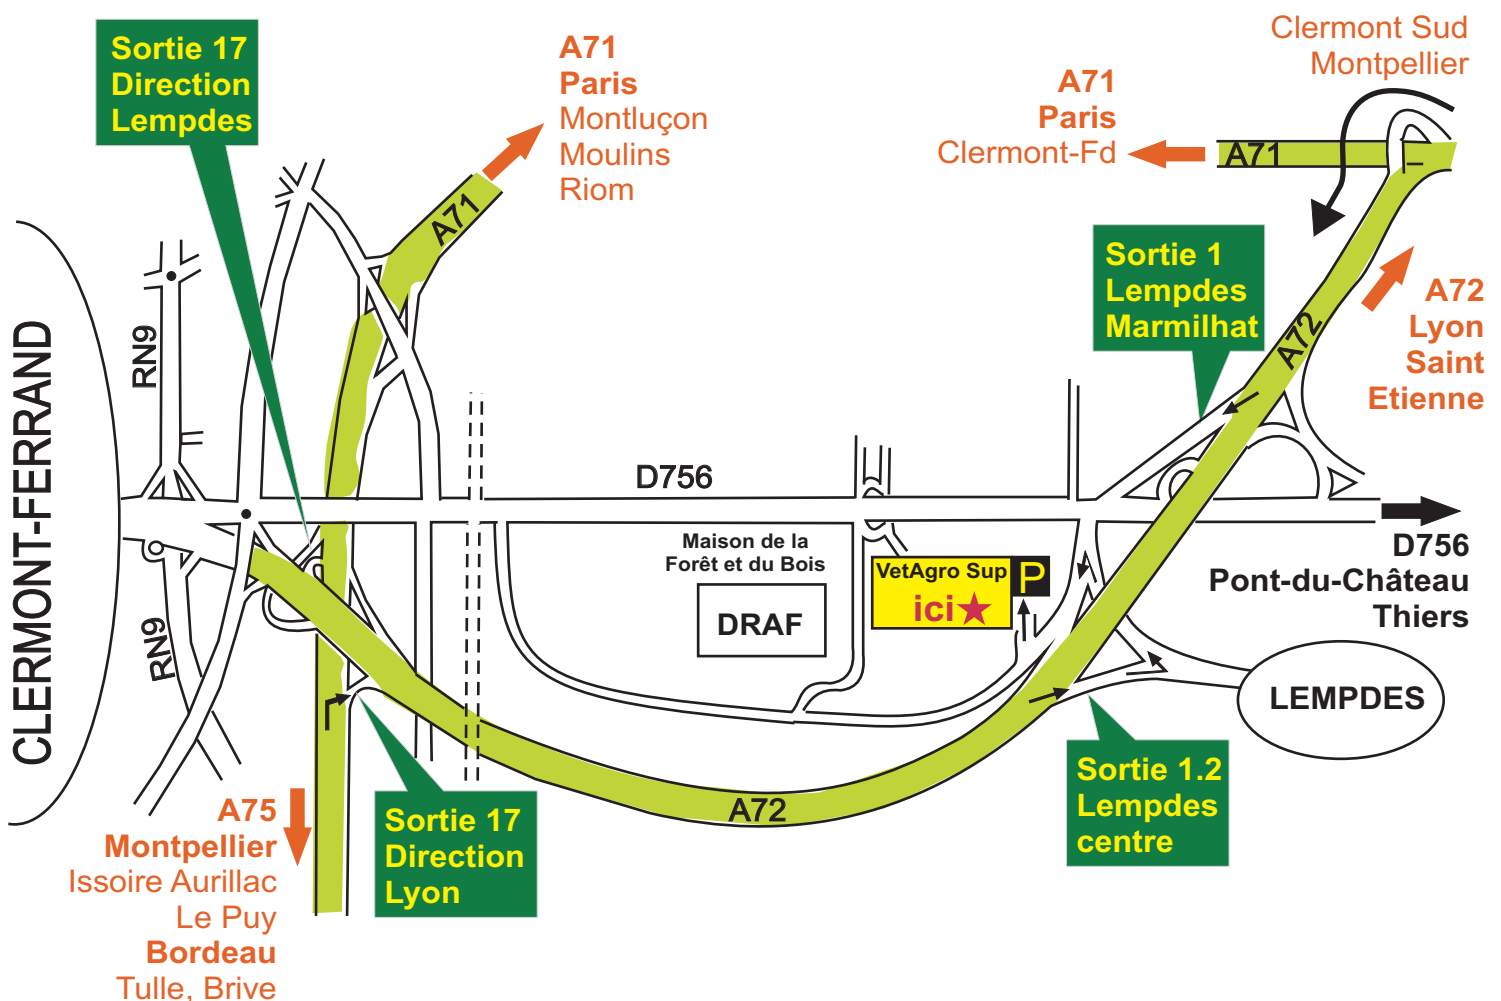 Sortie 17
Direction
Lempdes
A71
Paris
Montluçon
Moulins
Riom
A71
Paris
Clermont-Fd
Clermont Sud
Montpellier
A71
A71
Sortie 1
Lempdes
Marmilhat
A72
Lyon
Saint
Etienne
A72
RN9
CLERMONT-FERRAND
D756
Maison de la
Forêt et du Bois
DRAF
VetAgro Sup
P
ici
D756
Pont-du-Château
Thiers
RN9
LEMPDES
A72
Sortie 1.2
Lempdes
centre
Sortie 17
Direction
Lyon
A75
Montpellier
Issoire Aurillac
Le Puy
Bordeau
Tulle, Brive